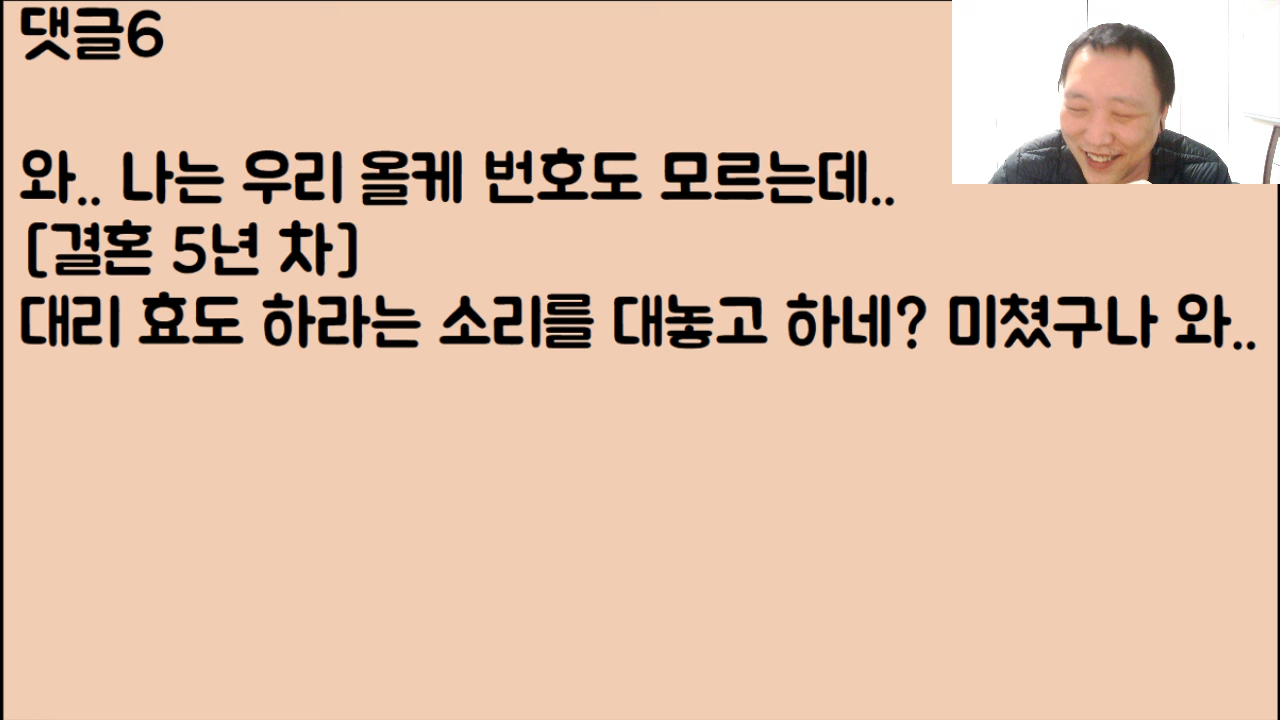 댓글6
와.. 나는 우리 올케 번호도 모르는데..
[결혼 5년 차]
대리 효도 하라는 소리를 대놓고 하네? 미쳤구나 와..